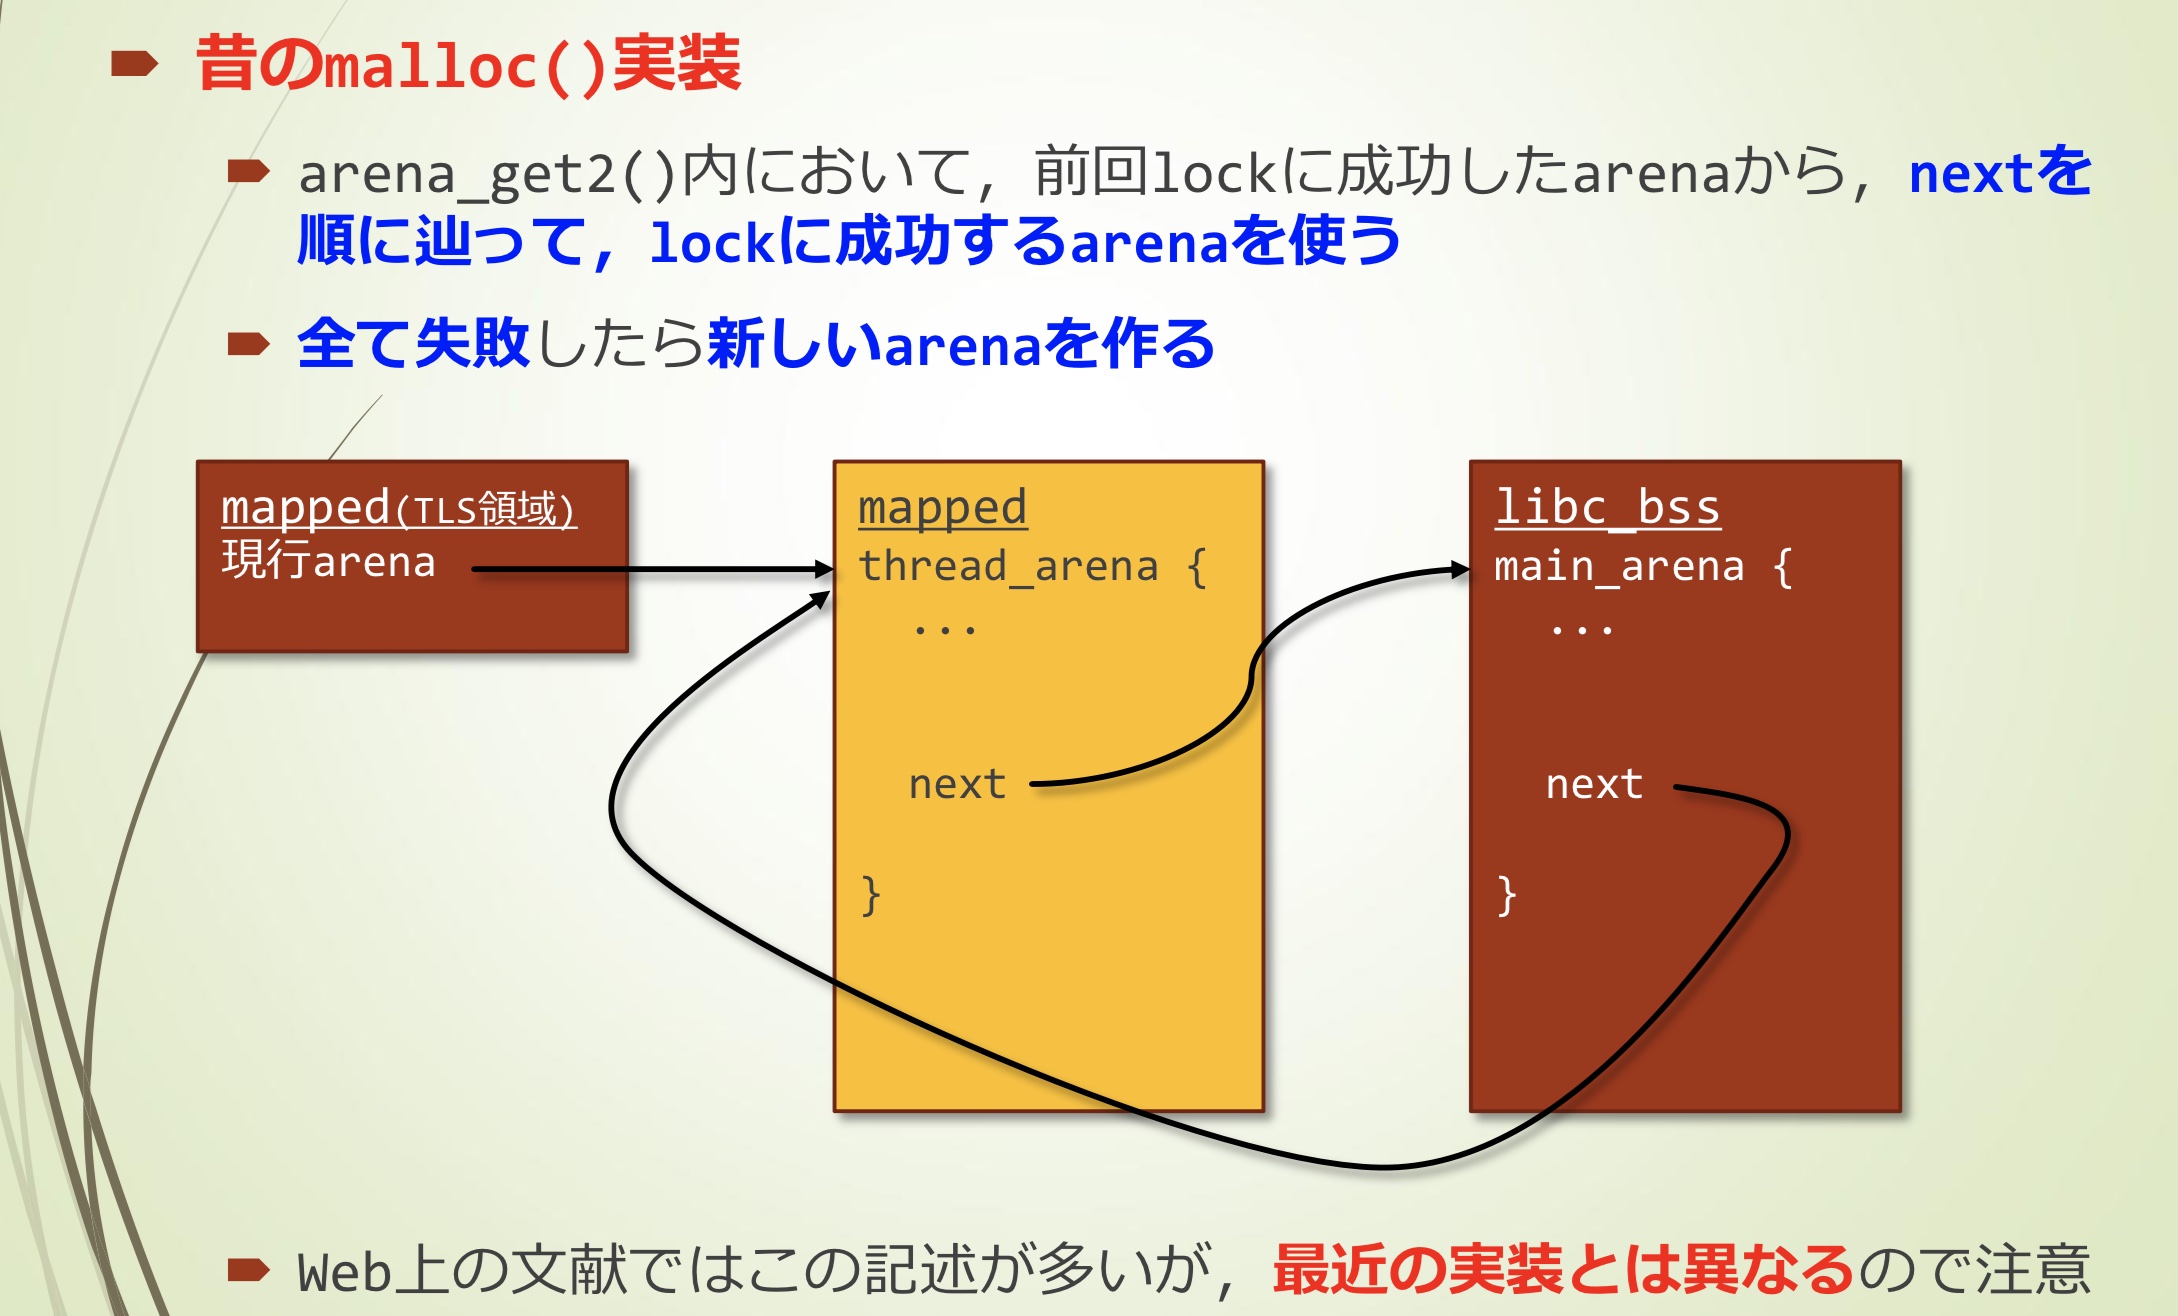 昔のmalloc()実装
arena_get2()内において, 前回lockに成功したarenaから, nextを
順に辿って, lockに成功するarenaを使う
全て失敗したら新しいarenaを作る
mapped(TLS領域)
現行arena
mapped
thread_arena {
...
next
}
libc_bss
main_arena {
...
next
}
Web上の文献ではこの記述が多いが, 最近の実装とは異なるので注意